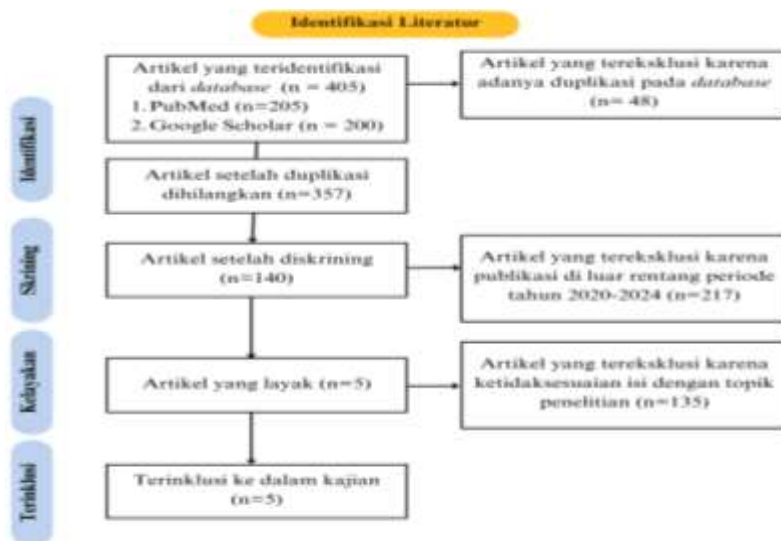 Identifikasi Literatur
Identifikasi
Artikel yang teridentifikasi
dari database (n = 405)
1. PubMed (n=205)
2. Google Scholar (n = 200)
Artikel yang tereksklusi karena
adanya duplikasi pada database
(n= 48)
Artikel setelah duplikasi
dihilangkan (n=357)
Skrining
Artikel setelah diskrining
(n=140)
Artikel yang tereksklusi karena
publikasi di luar rentang periode
tahun 2020-2024 (n=217)
Kelayakan
Artikel yang layak (n=5)
Artikel yang tereksklusi karena
ketidaksesuaian isi dengan topik
penelitian (n=135)
Terinklusi
Terinklusi ke dalam kajian
(n=5)